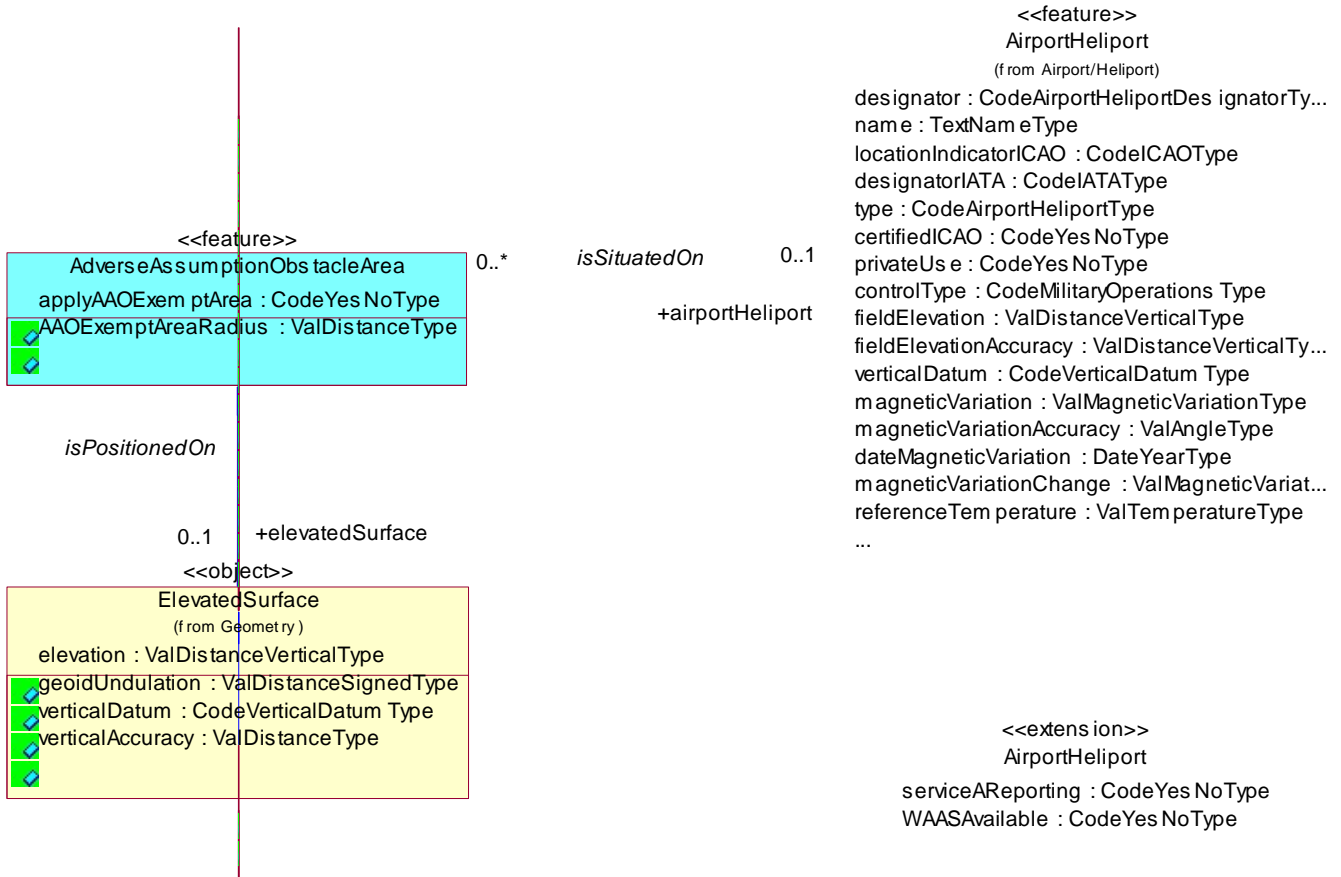 <<feature>>
AdverseAssumptionObstacleArea
applyAAOExemptArea : CodeYesNoType
AAOExemptAreaRadius : ValDistanceType
0..*
isSituatedOn
0..1
+airportHeliport
isPositionedOn
0..1
+elevatedSurface
<<object>>
ElevatedSurface
(from Geometry)
elevation : ValDistanceVerticalType
geoidUndulation : ValDistanceSignedType
verticalDatum : CodeVerticalDatumType
verticalAccuracy : ValDistanceType
<<feature>>
AirportHeliport
(from Airport/Heliport)
designator : CodeAirportHeliportDesignatorTy...
name : TextNameType
locationIndicatorICAO : CodeICAOType
designatorIATA : CodeIATAType
type : CodeAirportHeliportType
certifiedICAO : CodeYesNoType
privateUse : CodeYesNoType
controlType : CodeMilitaryOperationsType
fieldElevation : ValDistanceVerticalType
fieldElevationAccuracy : ValDistanceVerticalTy...
verticalDatum : CodeVerticalDatumType
magneticVariation : ValMagneticVariationType
magneticVariationAccuracy : ValAngleType
dateMagneticVariation : DateYearType
magneticVariationChange : ValMagneticVariat...
referenceTemperature : ValTemperatureType
...
<<extension>>
AirportHeliport
serviceAReporting : CodeYesNoType
WAASAvailable : CodeYesNoType